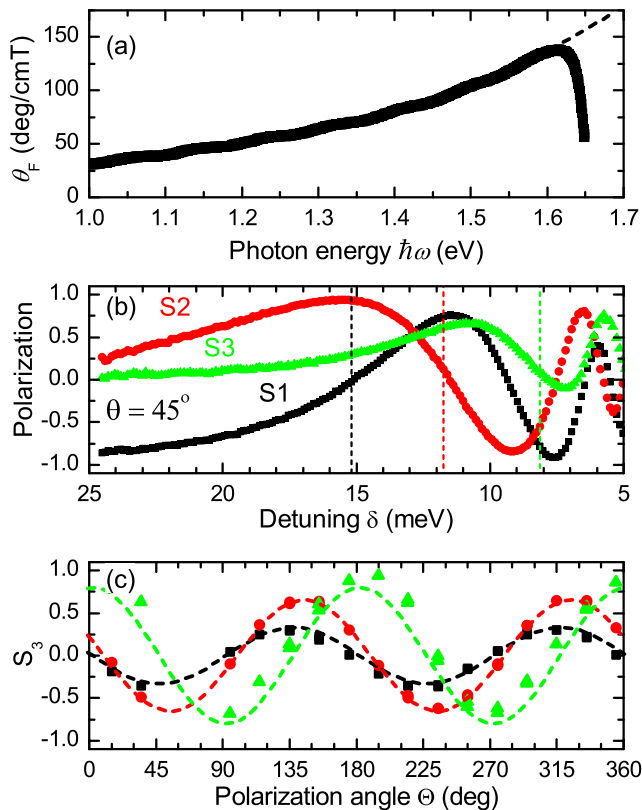 (a)
θF (deg/cmT)
150
100
50
0
1.0 1.1 1.2 1.3 1.4 1.5 1.6 1.7
Photon energy ħω (eV)
(b)
S2
S3
S1
θ = 45°
Polarization
1.0
0.5
0.0
-0.5
-1.0
25 20 15 10 5
Detuning δ (meV)
(c)
S3
1.0
0.5
0.0
-0.5
-1.0
0 45 90 135 180 225 270 315 360
Polarization angle Θ (deg)